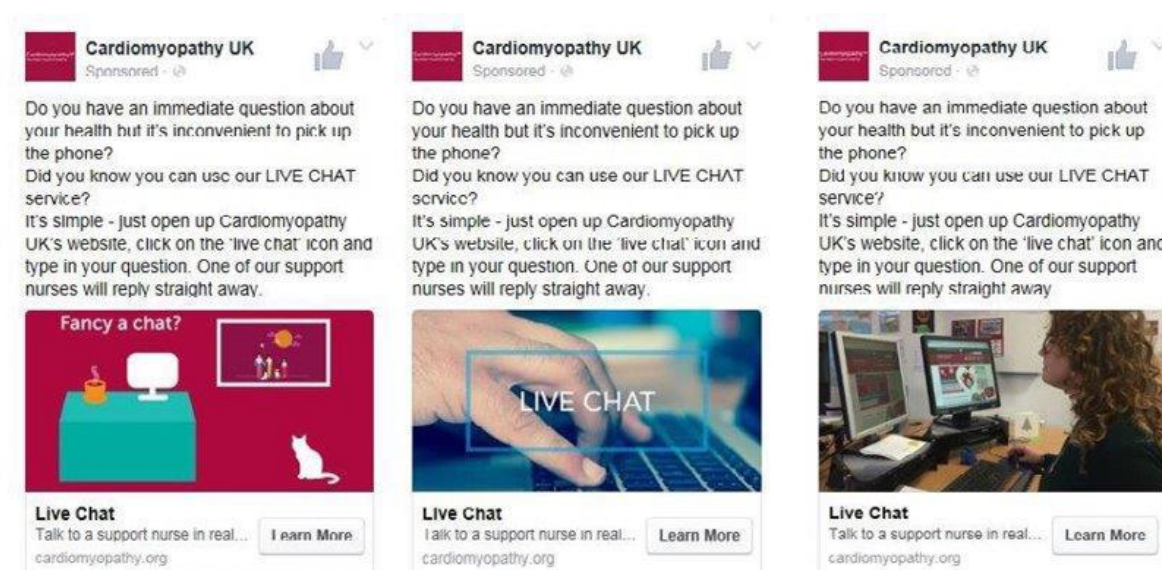 Cardiomyopathy UK
Sponsored ·
Do you have an immediate question about
your health but it's inconvenient to pick up
the phone?
Did you know you can use our LIVE CHAT
service?
It's simple - just open up Cardiomyopathy
UK's website, click on the 'live chat' icon and
type in your question. One of our support
nurses will reply straight away.
Fancy a chat?
Live Chat
Talk to a support nurse in real...
Learn More
cardiomyopathy.org
Cardiomyopathy UK
Sponsored ·
Do you have an immediate question about
your health but it's inconvenient to pick up
the phone?
Did you know you can use our LIVE CHAT
service?
It's simple - just open up Cardiomyopathy
UK's website, click on the 'live chat' icon and
type in your question. One of our support
nurses will reply straight away.
LIVE CHAT
Live Chat
Talk to a support nurse in real...
Learn More
cardiomyopathy.org
Cardiomyopathy UK
Sponsored ·
Do you have an immediate question about
your health but it's inconvenient to pick up
the phone?
Did you know you can use our LIVE CHAT
service?
It's simple - just open up Cardiomyopathy
UK's website, click on the 'live chat' icon and
type in your question. One of our support
nurses will reply straight away
Live Chat
Talk to a support nurse in real...
Learn More
cardiomyopathy.org